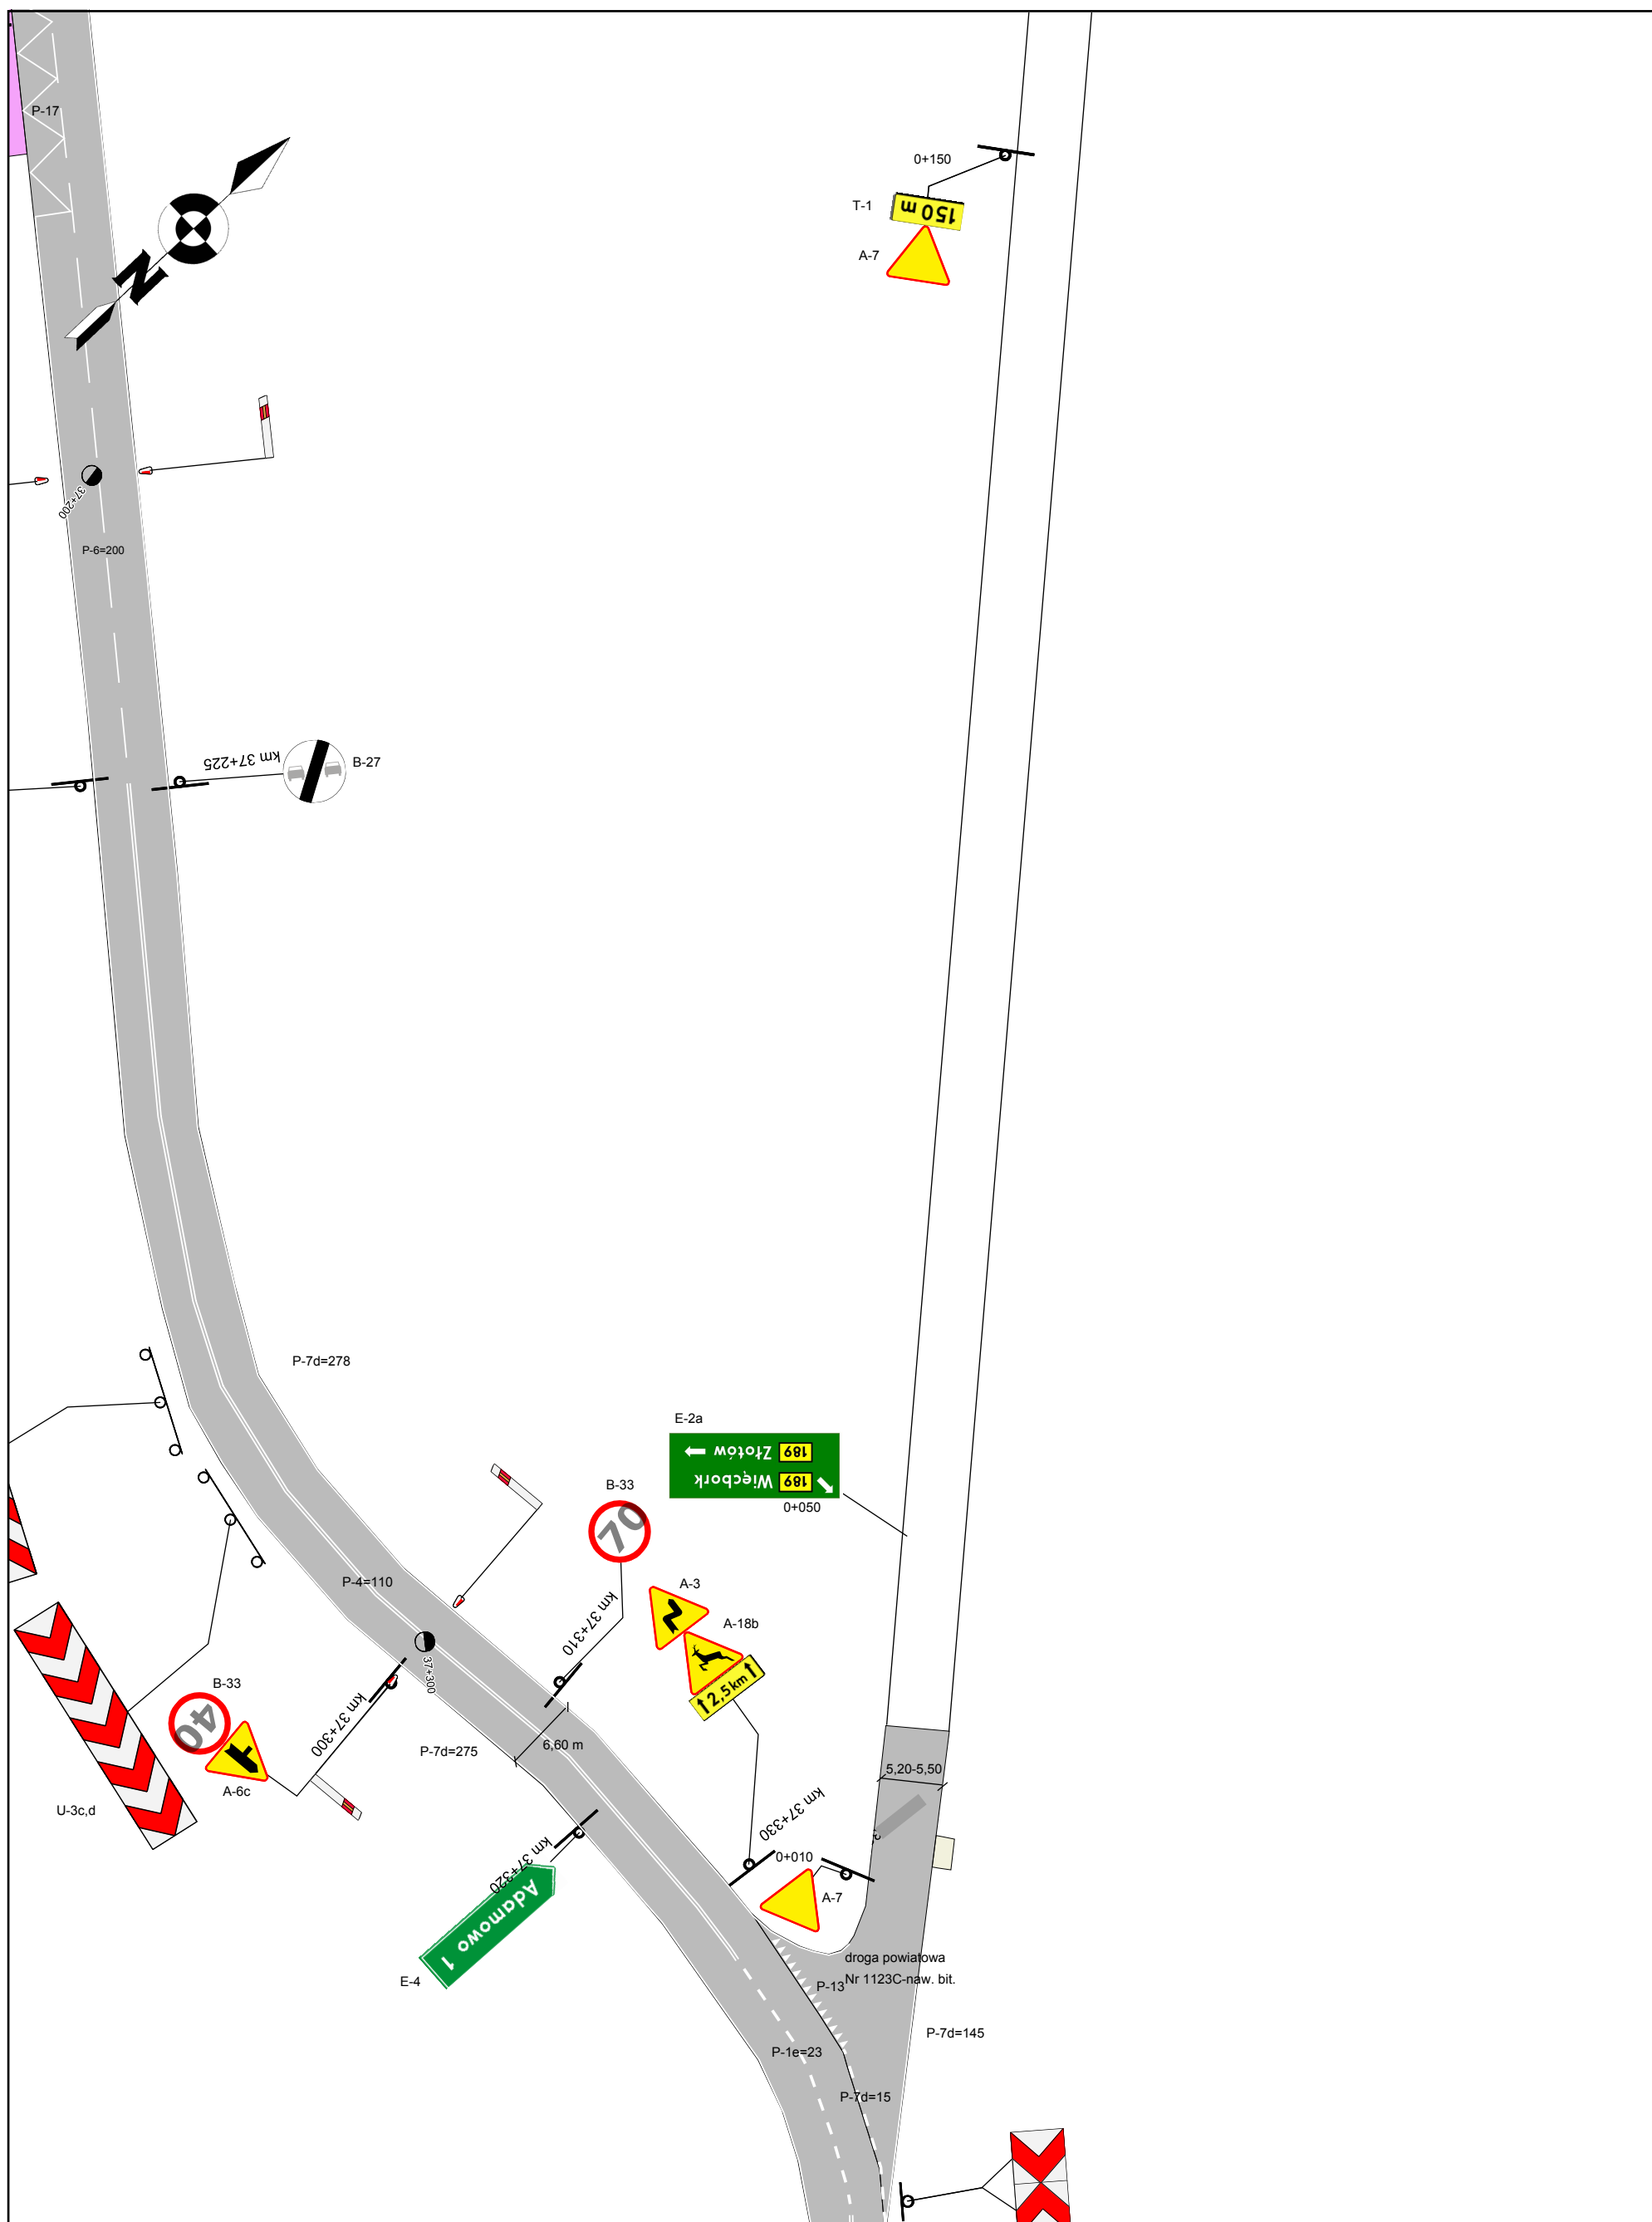 P-17
0+150
T-1
150 m
A-7
N
37+200
P-6=200
km 37+225
B-27
P-7d=278
E-2a
Złotów 189
Więcbork 189
0+050
B-33
70
A-3
A-18b
2,5 km
P-4=110
km 37+310
37+300
B-33
40
km 37+300
A-6c
U-3c,d
P-7d=275
6,60 m
5,20-5,50
km 37+330
0+010
A-7
km 37+320
Adamowo 1
E-4
droga powiatowa
Nr 1123C-naw. bit.
P-13
P-7d=145
P-1e=23
P-7d=15